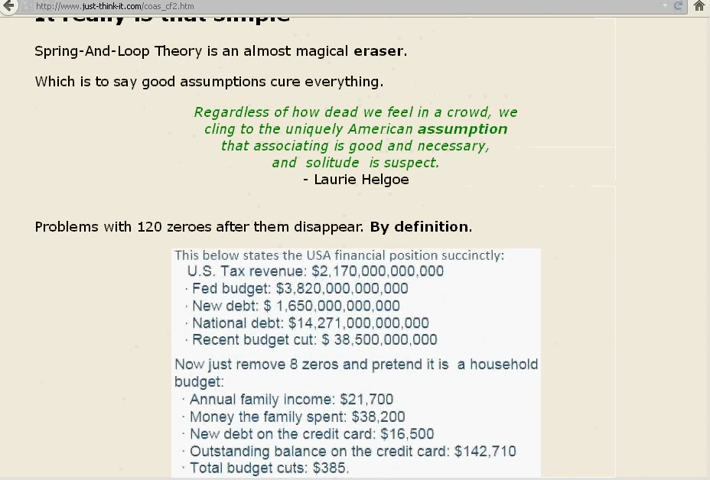 http://www.just-think-it.com/coas_cf2.htm
It really is that simple
Spring-And-Loop Theory is an almost magical eraser.
Which is to say good assumptions cure everything.
Regardless of how dead we feel in a crowd, we
cling to the uniquely American assumption
that associating is good and necessary,
and solitude is suspect.
- Laurie Helgoe
Problems with 120 zeroes after them disappear. By definition.
This below states the USA financial position succinctly:
U.S. Tax revenue: $2,170,000,000,000
· Fed budget: $3,820,000,000,000
· New debt: $ 1,650,000,000,000
· National debt: $14,271,000,000,000
· Recent budget cut: $ 38,500,000,000
Now just remove 8 zeros and pretend it is a household
budget:
· Annual family income: $21,700
· Money the family spent: $38,200
· New debt on the credit card: $16,500
· Outstanding balance on the credit card: $142,710
· Total budget cuts: $385.